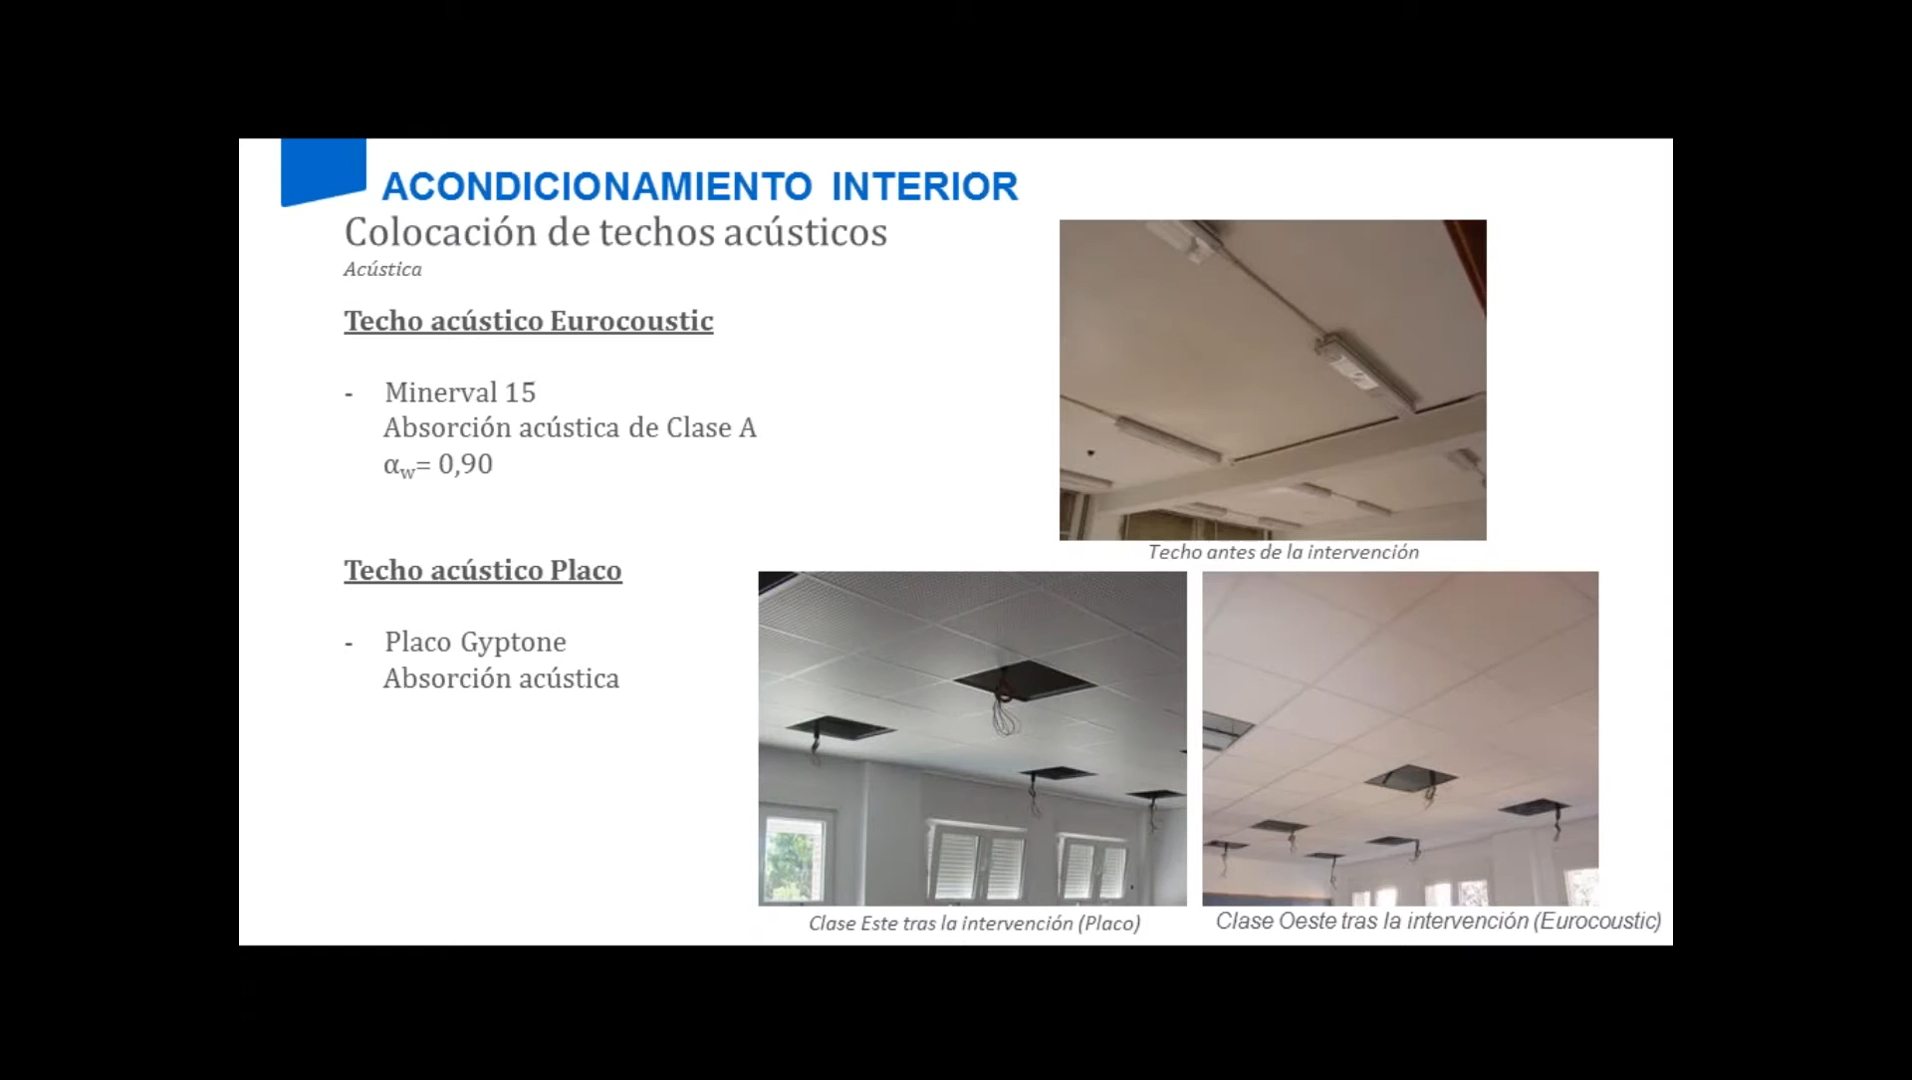 ACONDICIONAMIENTO INTERIOR
Colocación de techos acústicos
Acústica
Techo acústico Eurocoustic
- Minerval 15
Absorción acústica de Clase A
αw= 0,90
Techo acústico Placo
- Placo Gyptone
Absorción acústica
Techo antes de la intervención
Clase Este tras la intervención (Placo)
Clase Oeste tras la intervención (Eurocoustic)